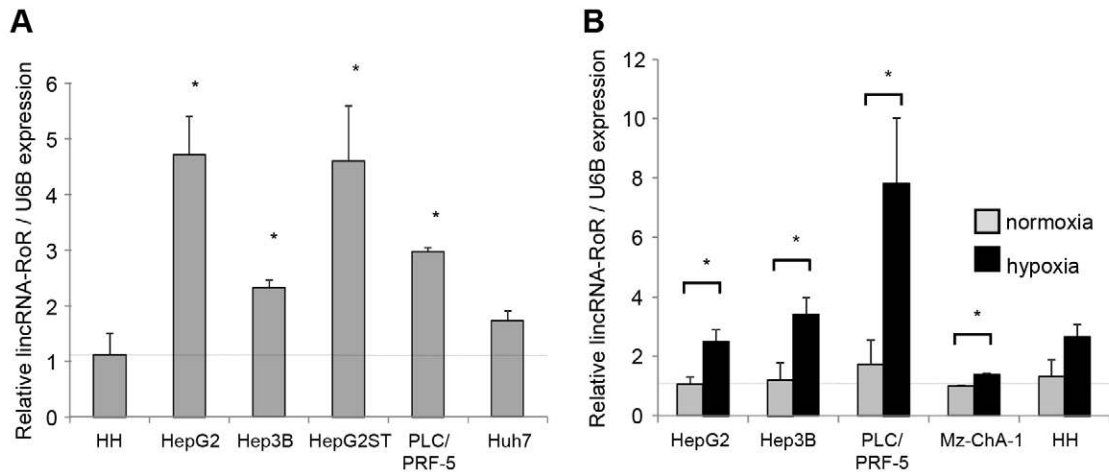 A
Relative lincRNA-RoR / U6B expression
6
5
4
3
2
1
0
*
*
*
*
HH
HepG2
Hep3B
HepG2ST
PLC/
PRF-5
Huh7
B
Relative lincRNA-RoR / U6B expression
12
10
8
6
4
2
0
*
*
*
*
normoxia
hypoxia
HepG2
Hep3B
PLC/
PRF-5
Mz-ChA-1
HH